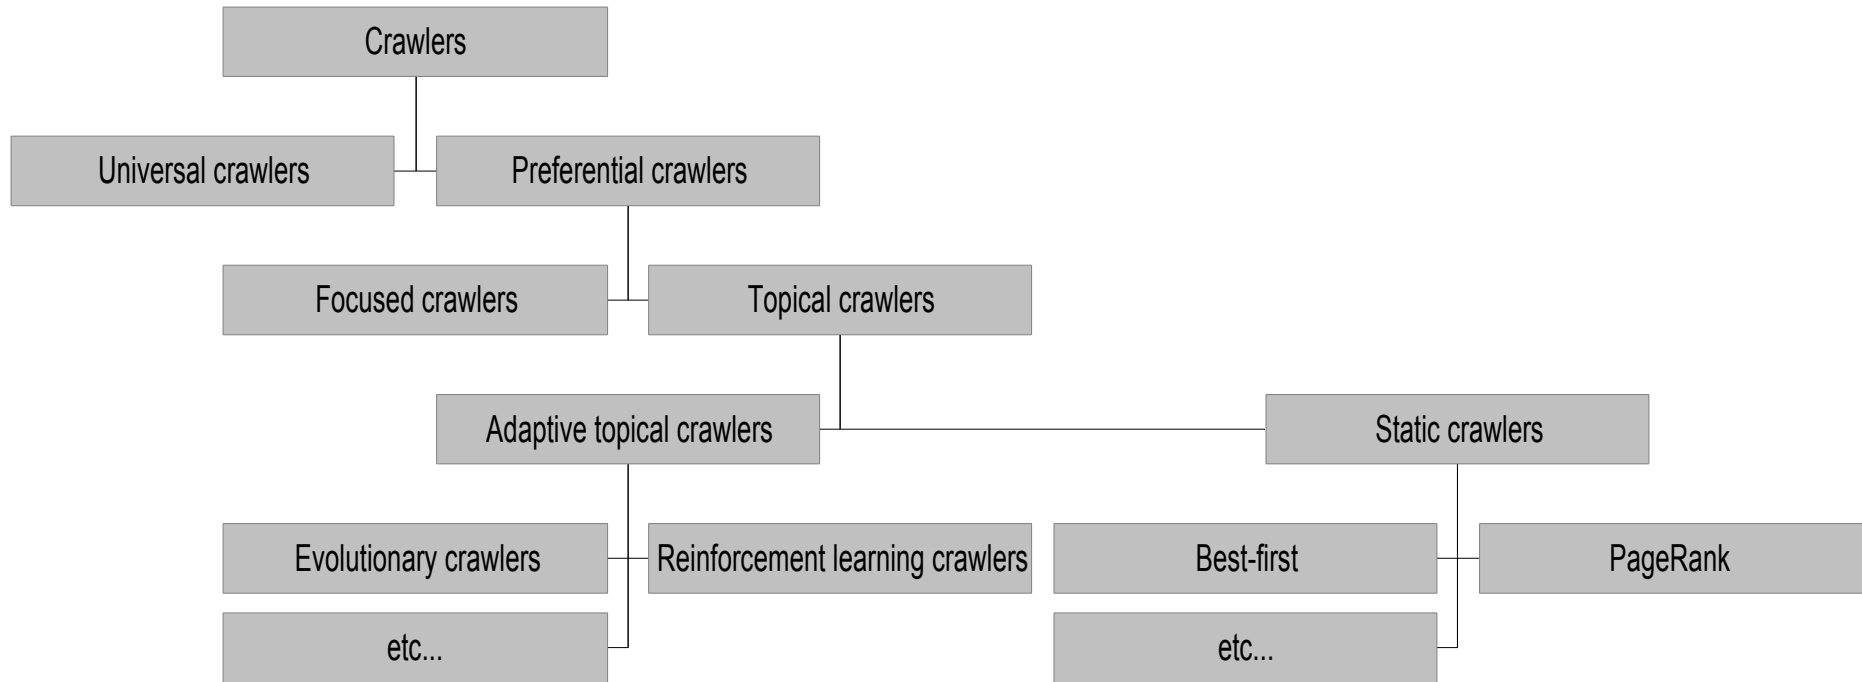 Crawlers
Universal crawlers
Preferential crawlers
Focused crawlers
Topical crawlers
Adaptive topical crawlers
Static crawlers
Evolutionary crawlers
Reinforcement learning crawlers
Best-first
PageRank
etc...
etc...